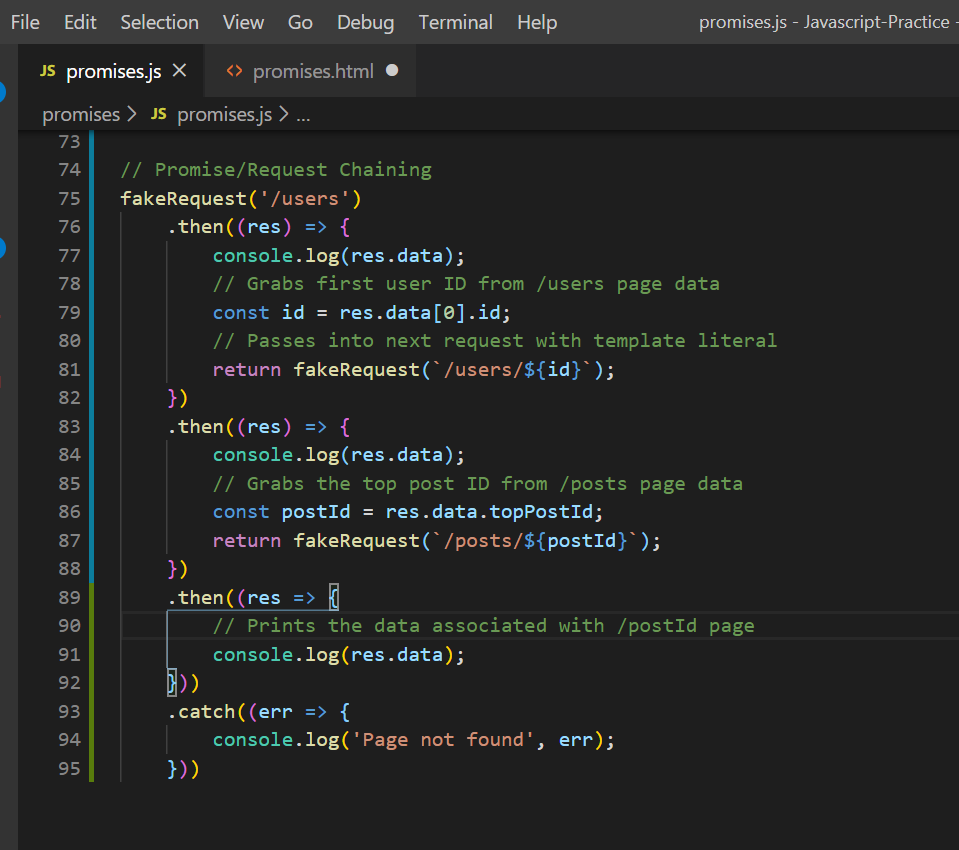 File Edit Selection View Go Debug Terminal Help promises.js - Javascript-Practice -
JS promises.js × <> promises.html ●
promises > JS promises.js > ...
73
74 // Promise/Request Chaining
75 fakeRequest('/users')
76     .then((res) => {
77         console.log(res.data);
78         // Grabs first user ID from /users page data
79         const id = res.data[0].id;
80         // Passes into next request with template literal
81         return fakeRequest(`/users/${id}`);
82     })
83     .then((res) => {
84         console.log(res.data);
85         // Grabs the top post ID from /posts page data
86         const postId = res.data.topPostId;
87         return fakeRequest(`/posts/${postId}`);
88     })
89     .then((res => {
90         // Prints the data associated with /postId page
91         console.log(res.data);
92     }))
93     .catch((err => {
94         console.log('Page not found', err);
95     }))